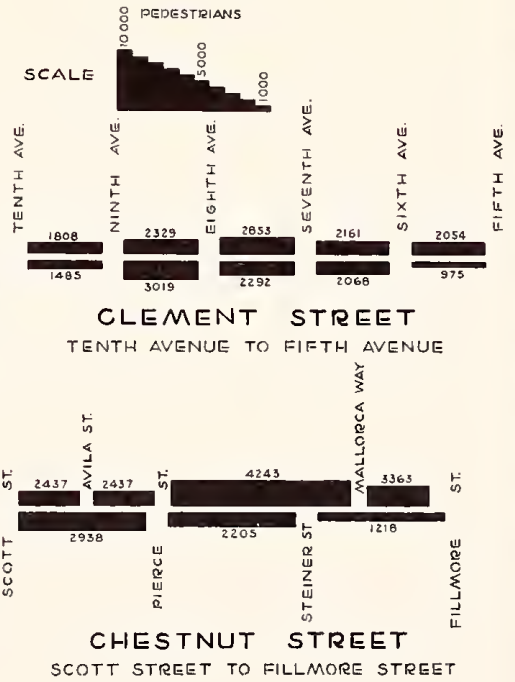 PEDESTRIANS
SCALE
10 000
5000
1000
TENTH AVE.
NINTH AVE.
EIGHTH AVE.
SEVENTH AVE.
SIXTH AVE.
FIFTH AVE.
1808 2329 2853 2161 2054
1485 3019 2292 2068 975
CLEMENT STREET
TENTH AVENUE TO FIFTH AVENUE
SCOTT ST.
AVILA ST.
PIERCE ST.
STEINER ST
MALLORCA WAY
FILLMORE ST.
2437 2437 4243 3363
2938 2205 1218
CHESTNUT STREET
SCOTT STREET TO FILLMORE STREET